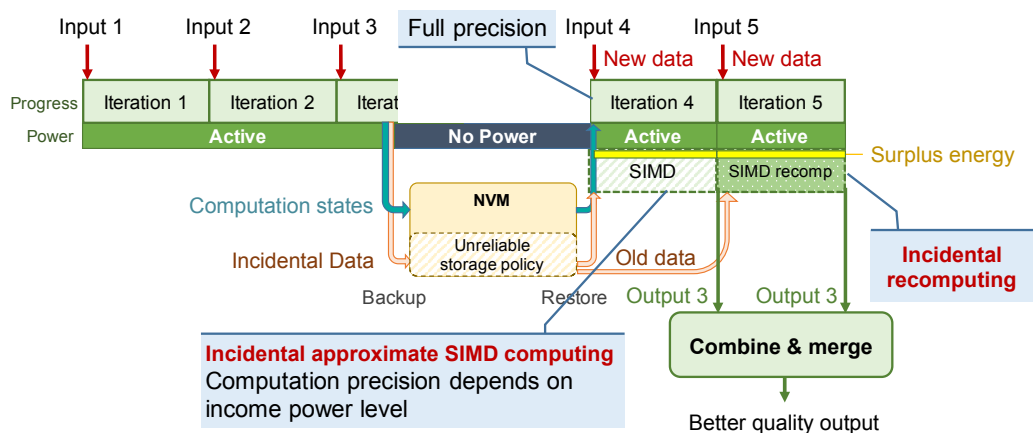 Input 1
Input 2
Input 3
Full precision
Input 4
Input 5
New data
New data
Progress
Iteration 1
Iteration 2
Iterat
Iteration 4
Iteration 5
Power
Active
No Power
Active
Active
Surplus energy
SIMD
SIMD recomp
Computation states
NVM
Incidental Data
Unreliable
storage policy
Old data
Incidental
recomputing
Backup
Restore
Output 3
Output 3
Incidental approximate SIMD computing
Computation precision depends on
income power level
Combine & merge
Better quality output